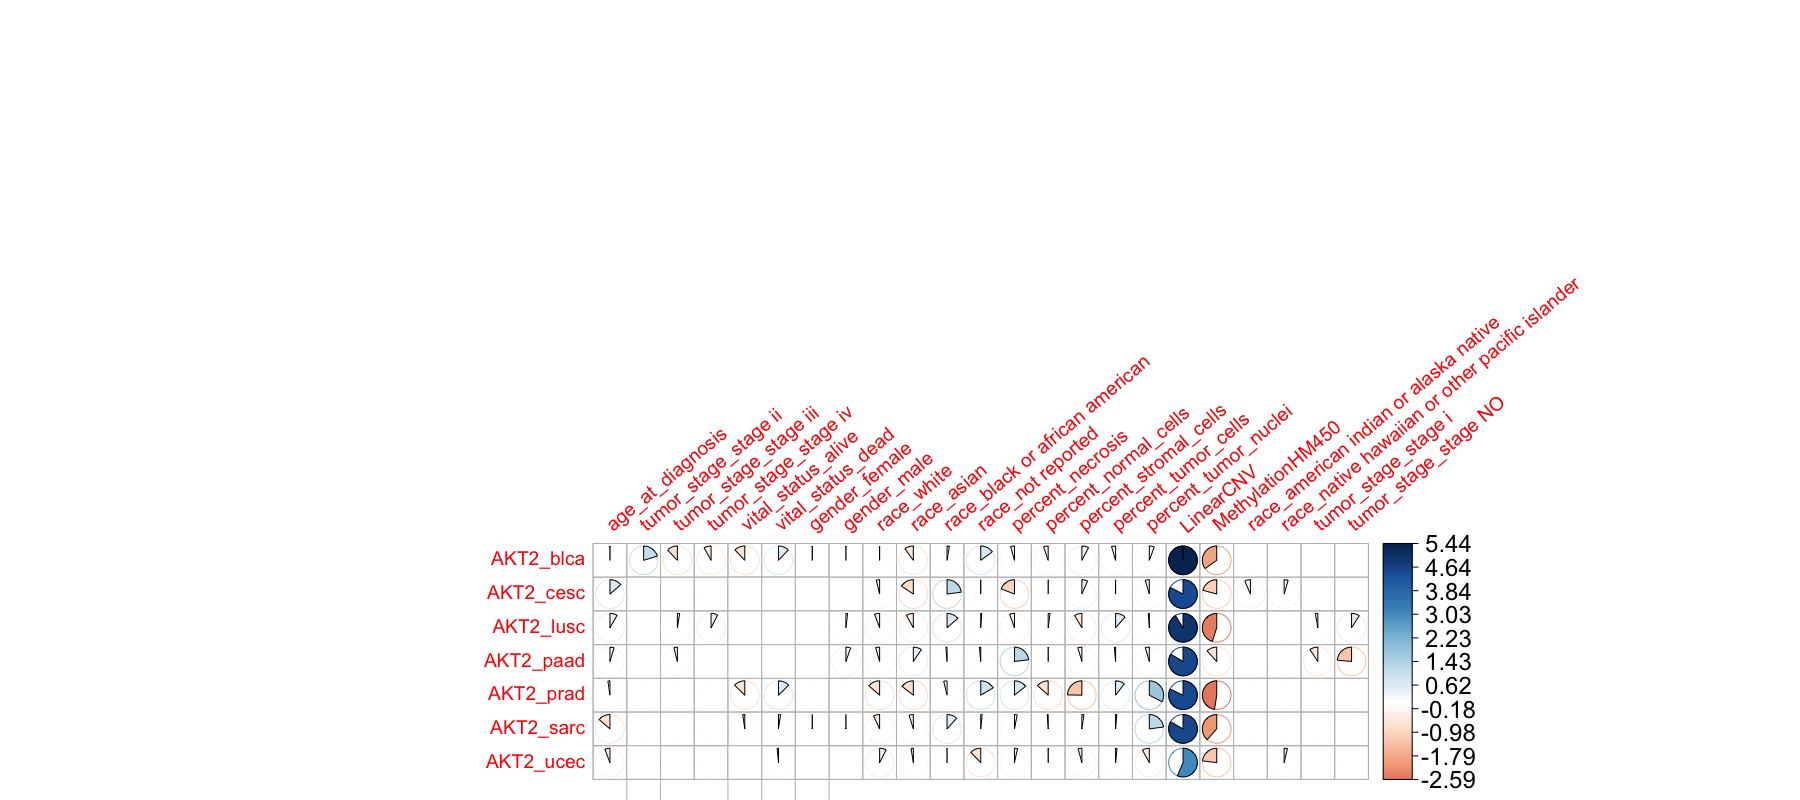 age_at_diagnosis
tumor_stage_stage ii
tumor_stage_stage iii
tumor_stage_stage iv
vital_status_alive
vital_status_dead
gender_female
gender_male
race_white
race_asian
race_black or african american
race_not reported
percent_necrosis
percent_normal_cells
percent_stromal_cells
percent_tumor_cells
percent_tumor_nuclei
LinearCNV
MethylationHM450
race_american indian or alaska native
race_native hawaiian or other pacific islander
tumor_stage_stage i
tumor_stage_stage NO
AKT2_blca
AKT2_cesc
AKT2_lusc
AKT2_paad
AKT2_prad
AKT2_sarc
AKT2_ucec
5.44
4.64
3.84
3.03
2.23
1.43
0.62
-0.18
-0.98
-1.79
-2.59